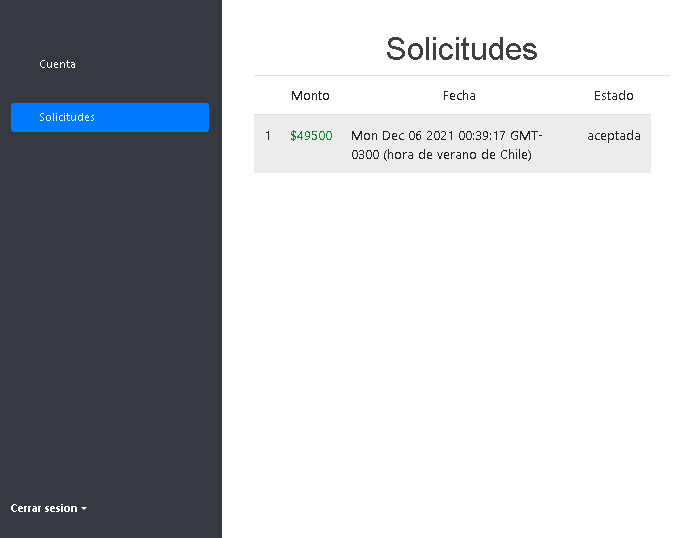 Cuenta
Solicitudes
Cerrar sesion
Solicitudes
Monto Fecha Estado
1 $49500 Mon Dec 06 2021 00:39:17 GMT-
0300 (hora de verano de Chile) aceptada